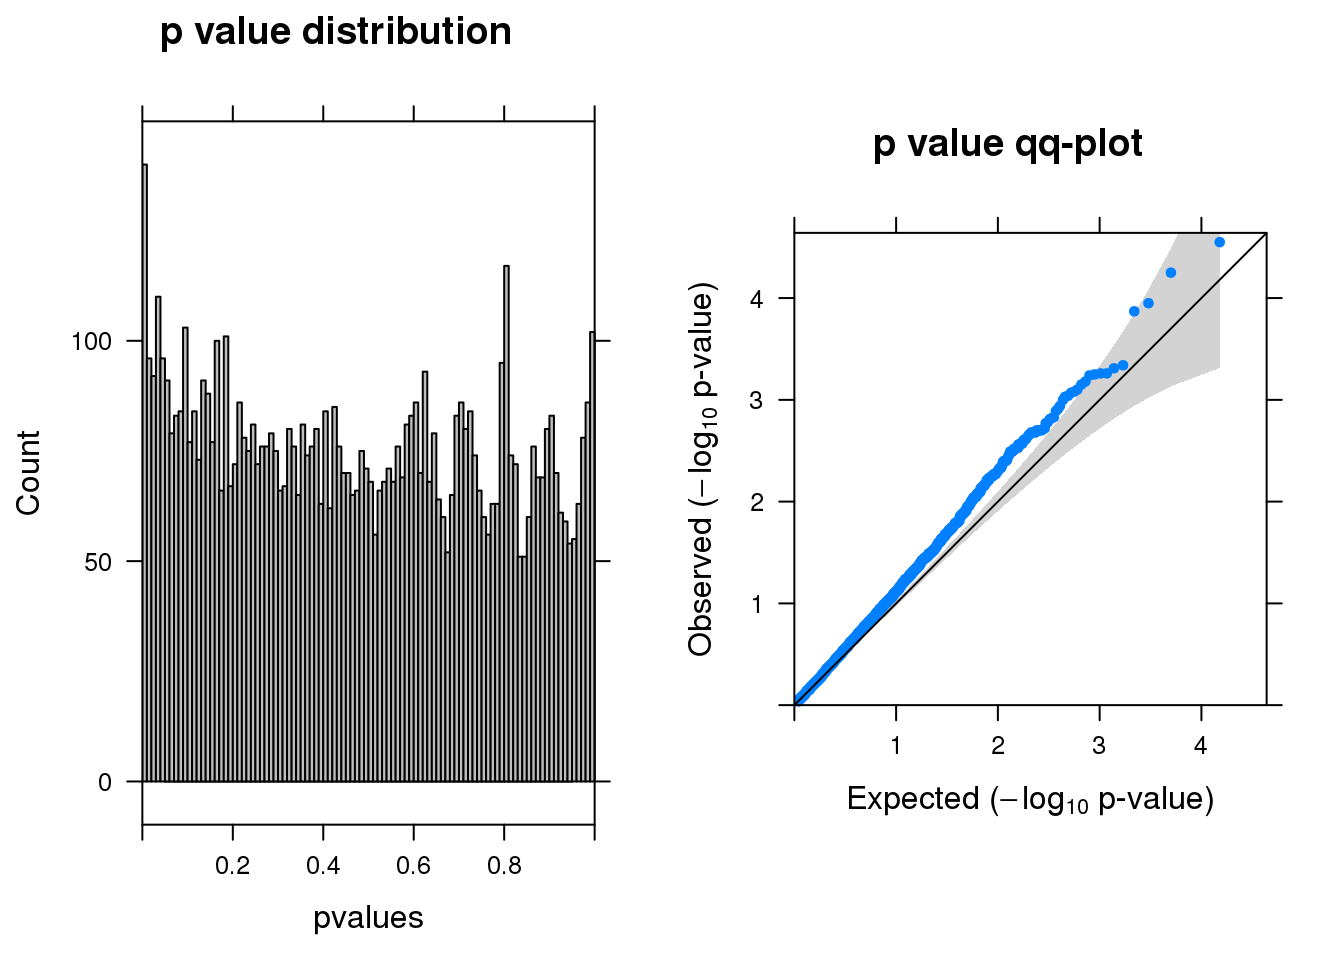 p value distribution
Count
100
50
0
0.2 0.4 0.6 0.8
pvalues
p value qq-plot
Observed (−log10 p-value)
4
3
2
1
1 2 3 4
Expected (−log10 p-value)